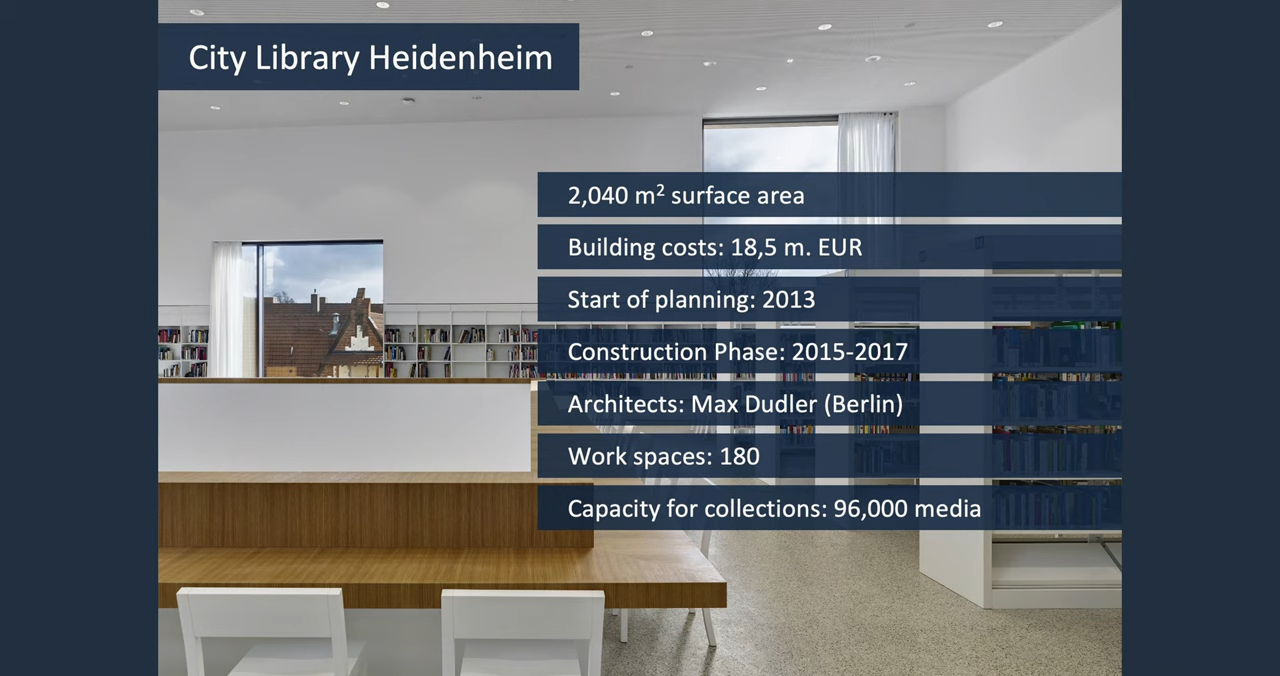 City Library Heidenheim
2,040 m² surface area
Building costs: 18,5 m. EUR
Start of planning: 2013
Construction Phase: 2015-2017
Architects: Max Dudler (Berlin)
Work spaces: 180
Capacity for collections: 96,000 media